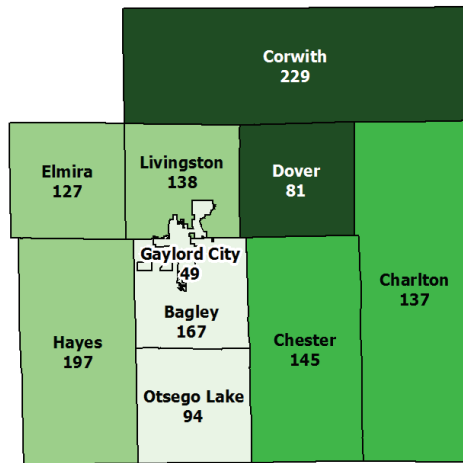 Corwith
229
Elmira
127
Livingston
138
Dover
81
Charlton
137
Gaylord City
49
Bagley
167
Hayes
197
Chester
145
Otsego Lake
94